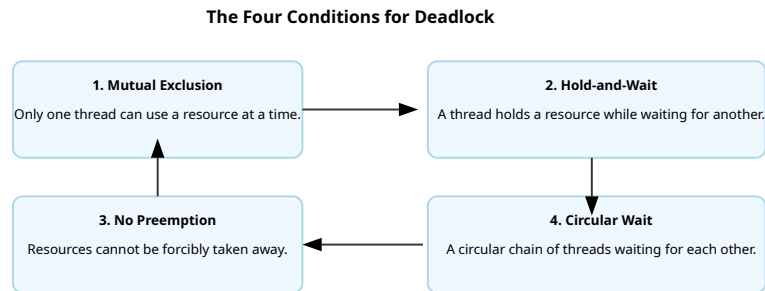 The Four Conditions for Deadlock
1. Mutual Exclusion
Only one thread can use a resource at a time.
2. Hold-and-Wait
A thread holds a resource while waiting for another.
3. No Preemption
Resources cannot be forcibly taken away.
4. Circular Wait
A circular chain of threads waiting for each other.